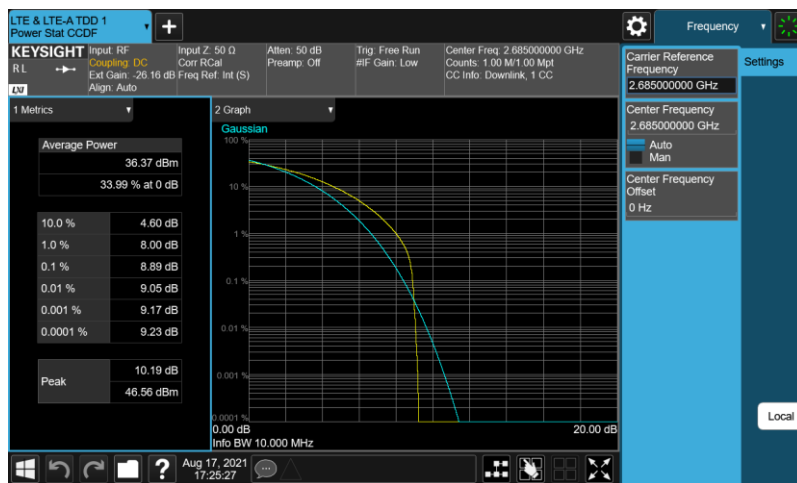 LTE & LTE-A TDD 1
Power Stat CCDF
Frequency
KEYSIGHT
RL
LXI
Input: RF
Coupling: DC
Ext Gain: -26.16 dB
Align: Auto
Input Z: 50 Ω
Corr RCal
Freq Ref: Int (S)
Atten: 50 dB
Preamp: Off
Trig: Free Run
#IF Gain: Low
Center Freq: 2.685000000 GHz
Counts: 1.00 M/1.00 Mpt
CC Info: Downlink, 1 CC
1 Metrics
Average Power
36.37 dBm
33.99 % at 0 dB
10.0 % 4.60 dB
1.0 % 8.00 dB
0.1 % 8.89 dB
0.01 % 9.05 dB
0.001 % 9.17 dB
0.0001 % 9.23 dB
Peak
10.19 dB
46.56 dBm
2 Graph
Gaussian
100 %
10 %
1 %
0.1 %
0.01 %
0.001 %
0.0001 %
0.00 dB 20.00 dB
Info BW 10.000 MHz
Carrier Reference
Frequency
2.685000000 GHz
Settings
Center Frequency
2.685000000 GHz
Auto
Man
Center Frequency
Offset
0 Hz
Local
?
Aug 17, 2021
17:25:27